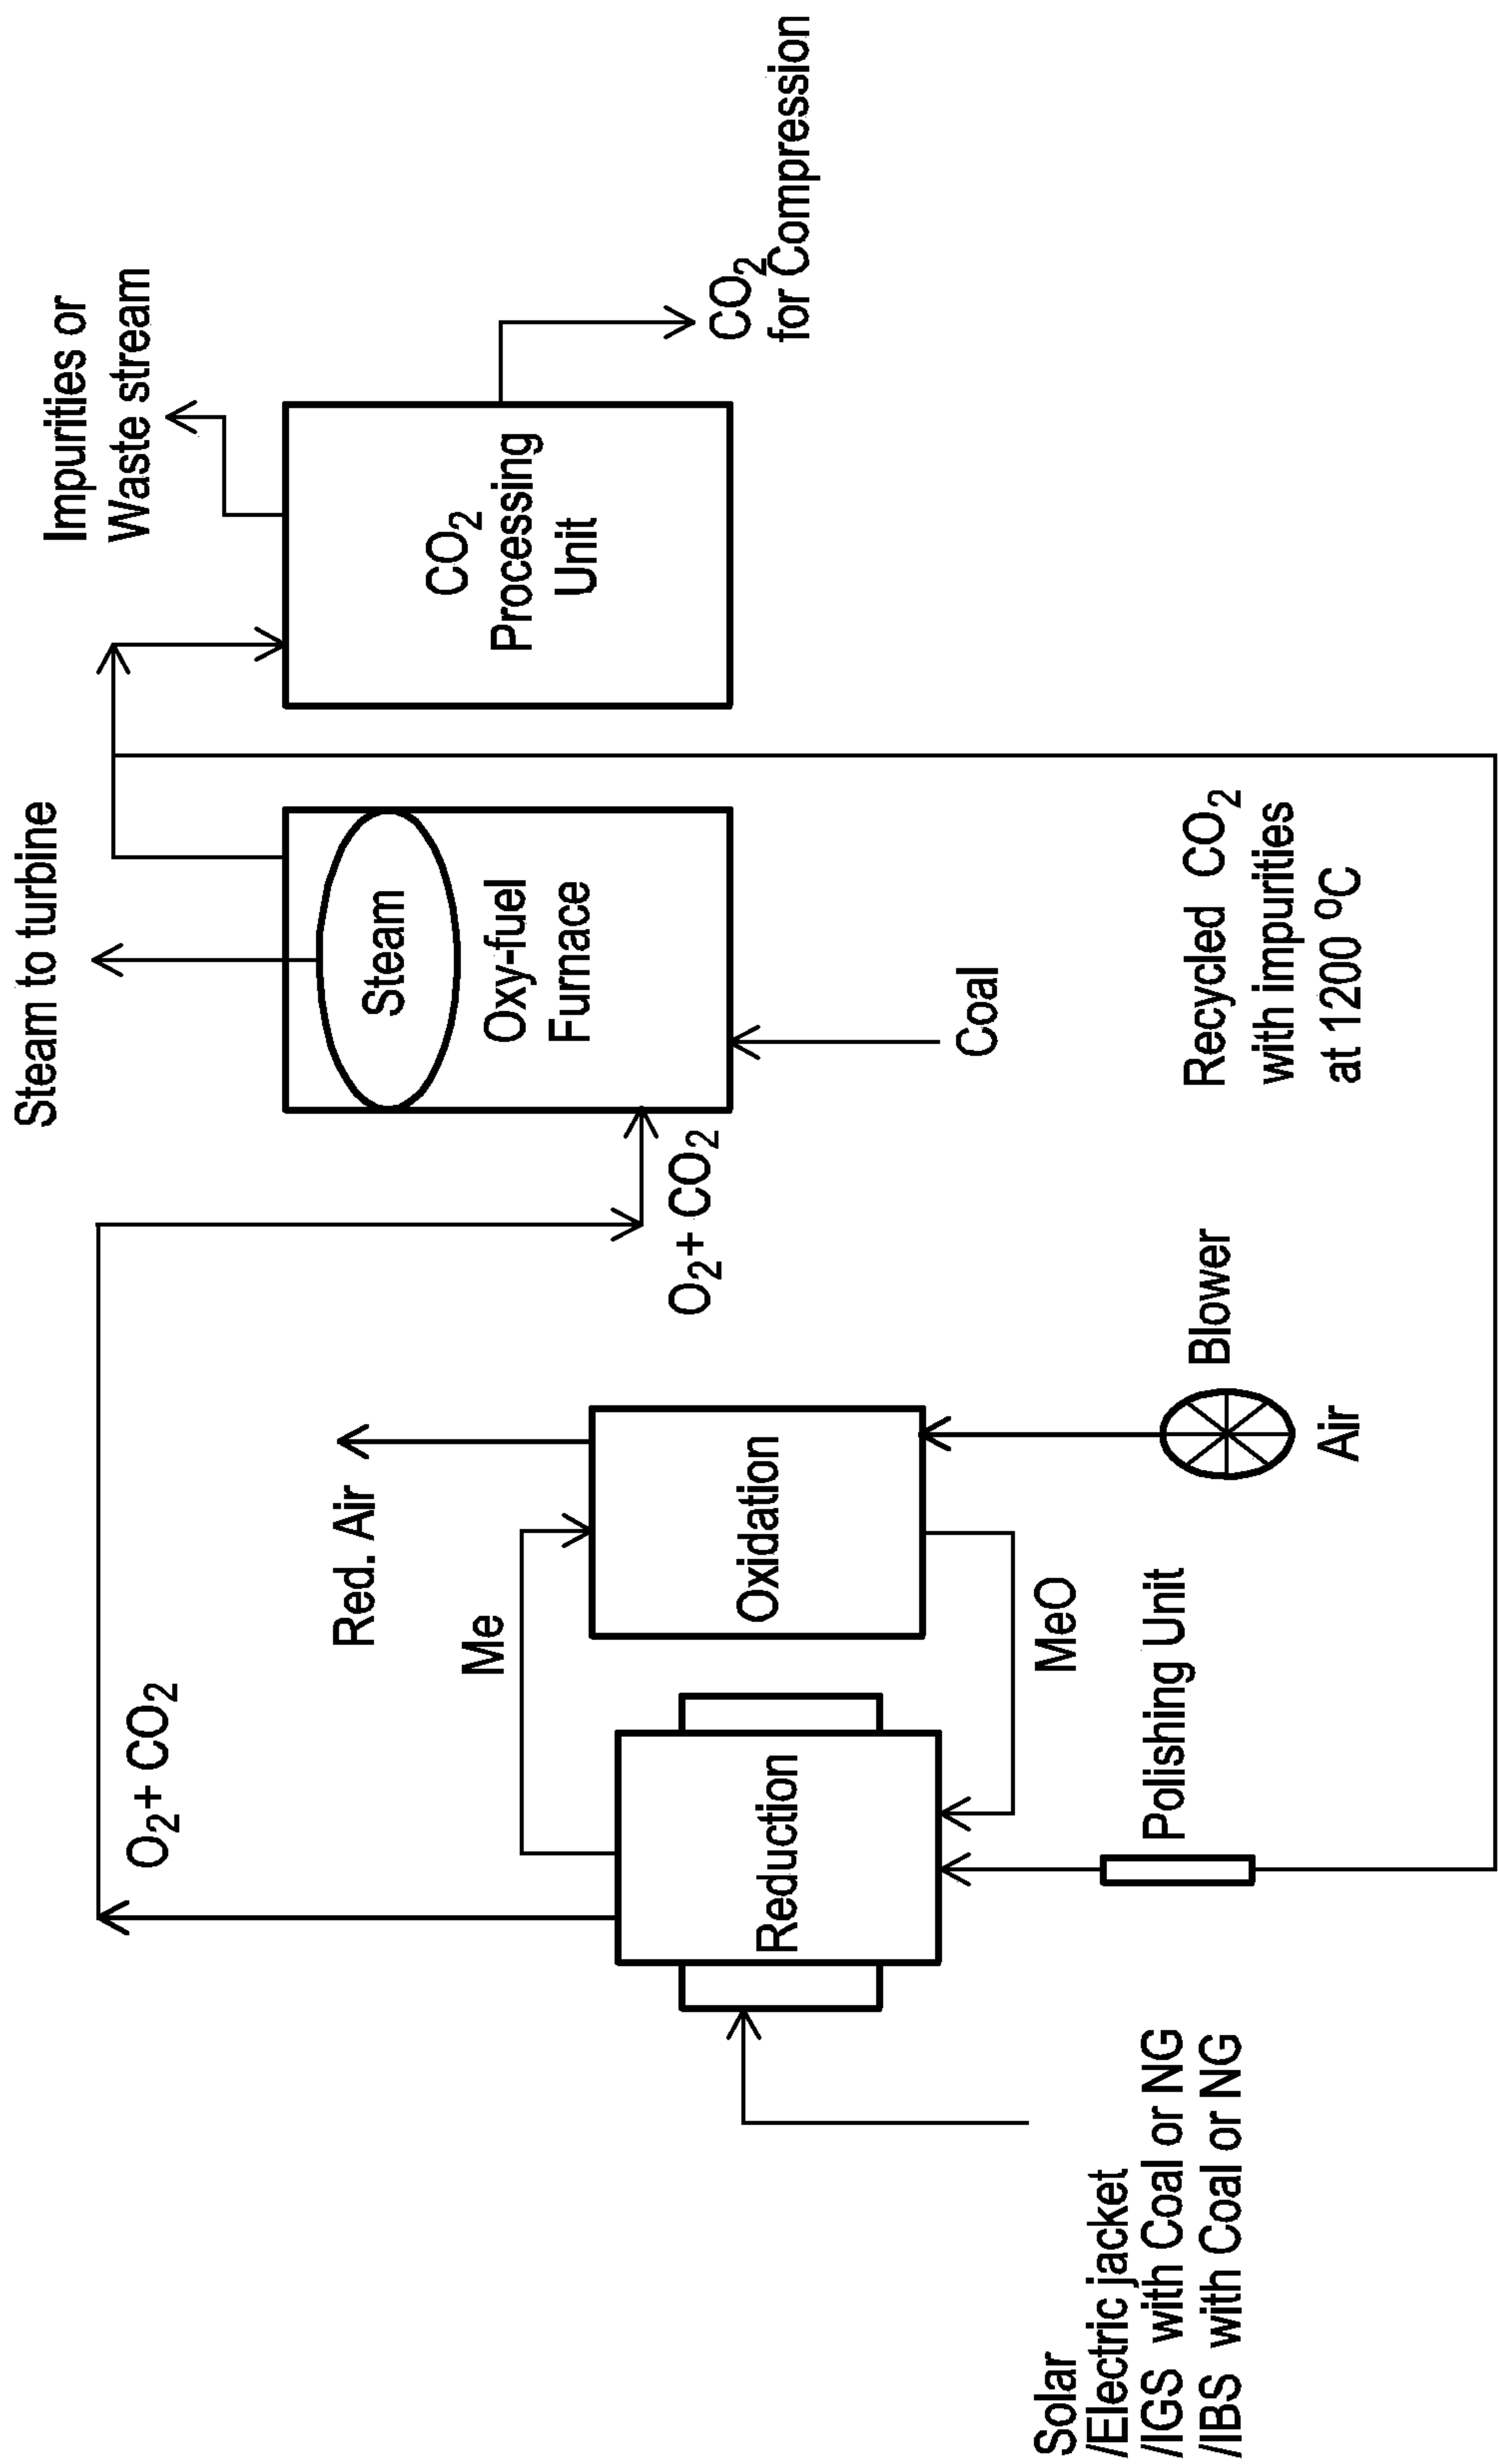 Steam to turbine
Impurities or
Waste stream
O2+ CO2
Red. Air
Me
Steam
Oxy-fuel
Furnace
CO2
Processing
Unit
O2+ CO2
CO2
for Compression
Reduction
Oxidation
Coal
MeO
Polishing Unit
Blower
Air
Recycled CO2
with impurities
at 1200 ºC
Solar
/Electric jacket
/IGS with Coal or NG
/IBS with Coal or NG